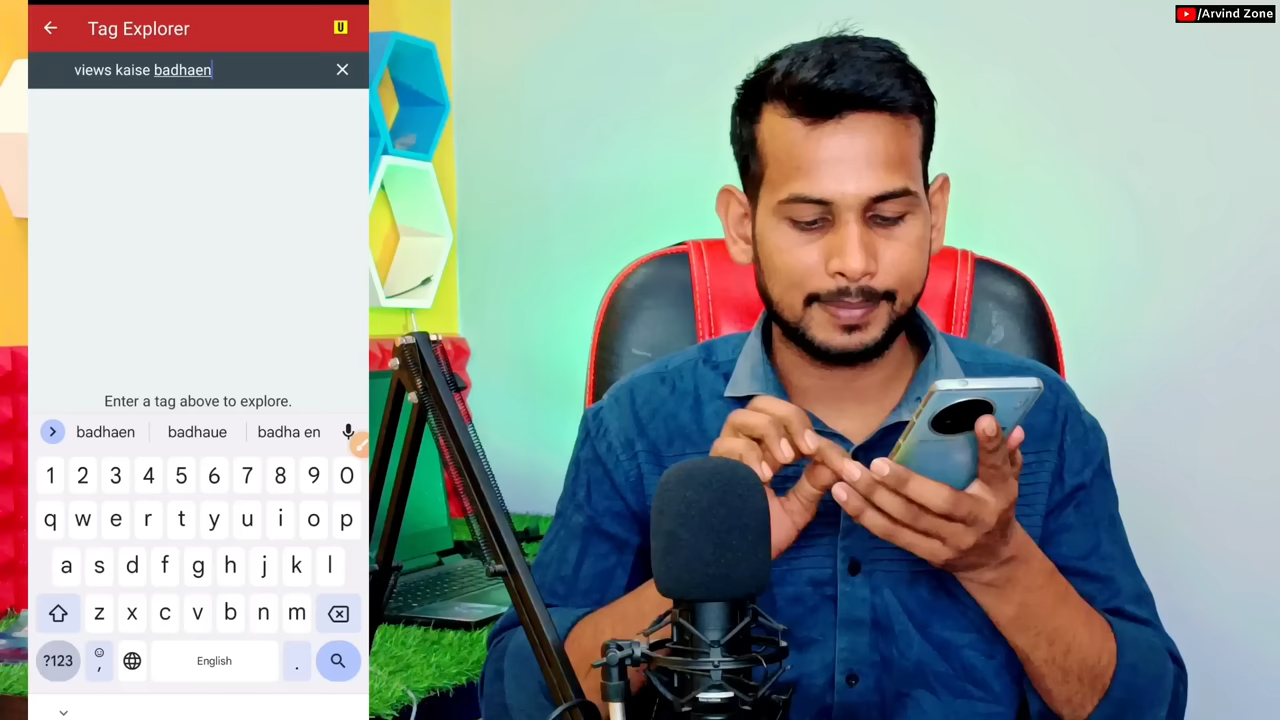 /Arvind Zone
Tag Explorer
U
views kaise badhaen
Enter a tag above to explore.
badhaen badhaue badha en
1 2 3 4 5 6 7 8 9 0
q w e r t y u i o p
a s d f g h j k l
z x c v b n m
?123 , English .